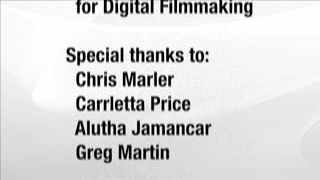 for Digital Filmmaking
Special thanks to:
Chris Marler
Carrletta Price
Alutha Jamancar
Greg Martin